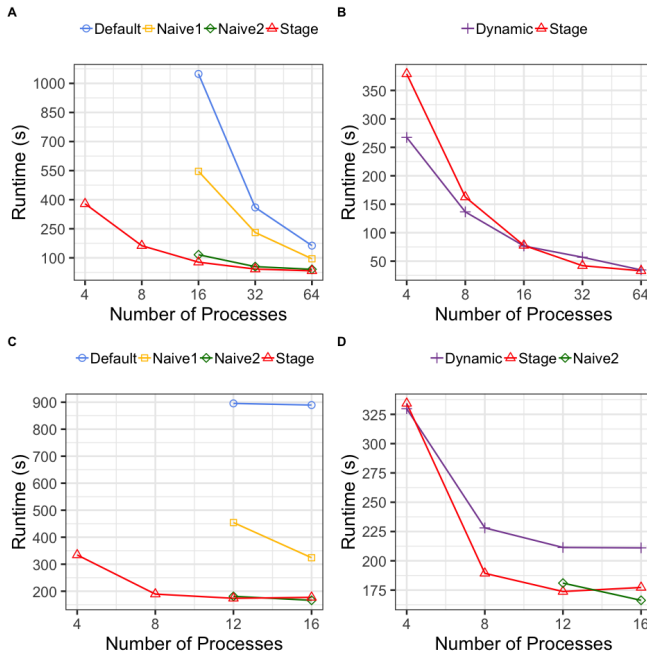 A
Default Naive1 Naive2 Stage
Runtime (s)
1000
850
700
550
400
250
100
4 8 16 32 64
Number of Processes
B
Dynamic Stage
Runtime (s)
350
300
250
200
150
100
50
4 8 16 32 64
Number of Processes
C
Default Naive1 Naive2 Stage
Runtime (s)
900
800
700
600
500
400
300
200
4 8 12 16
Number of Processes
D
Dynamic Stage Naive2
Runtime (s)
325
300
275
250
225
200
175
4 8 12 16
Number of Processes